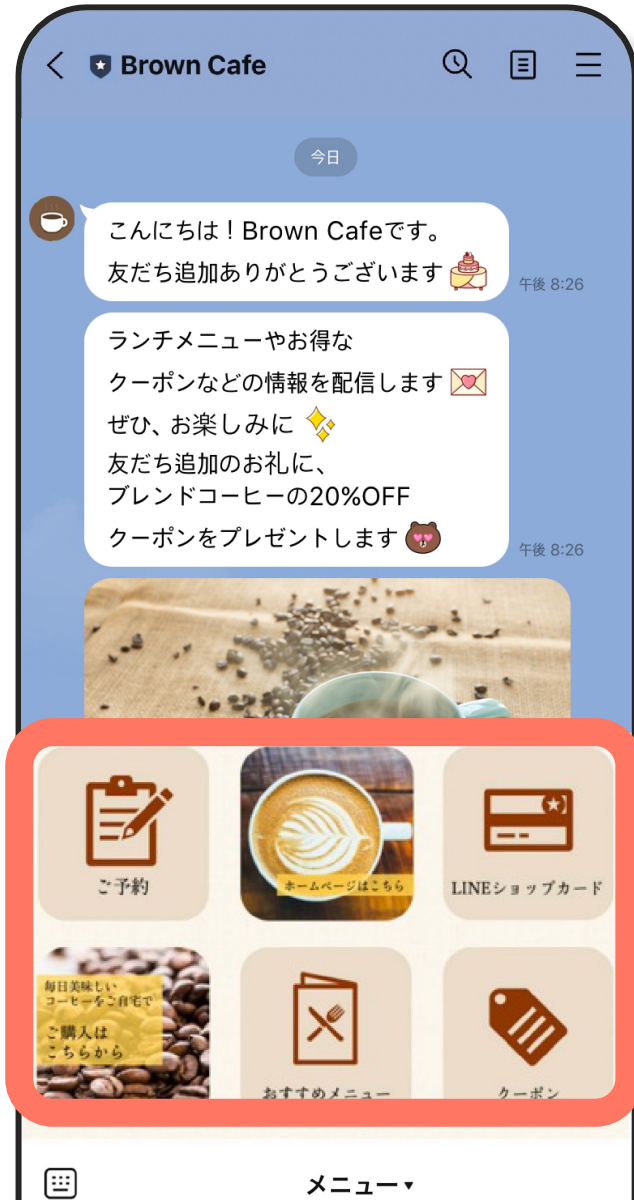 Brown Cafe
今日
こんにちは！Brown Cafeです。
友だち追加ありがとうございます
午後 8:26
ランチメニューやお得な
クーポンなどの情報を配信します
ぜひ、お楽しみに
友だち追加のお礼に、
ブレンドコーヒーの20%OFF
クーポンをプレゼントします
午後 8:26
ご予約
ホームページはこちら
LINEショップカード
毎日美味しい
コーヒーをご自宅で
ご購入は
こちらから
おすすめメニュー
クーポン
メニュー▾